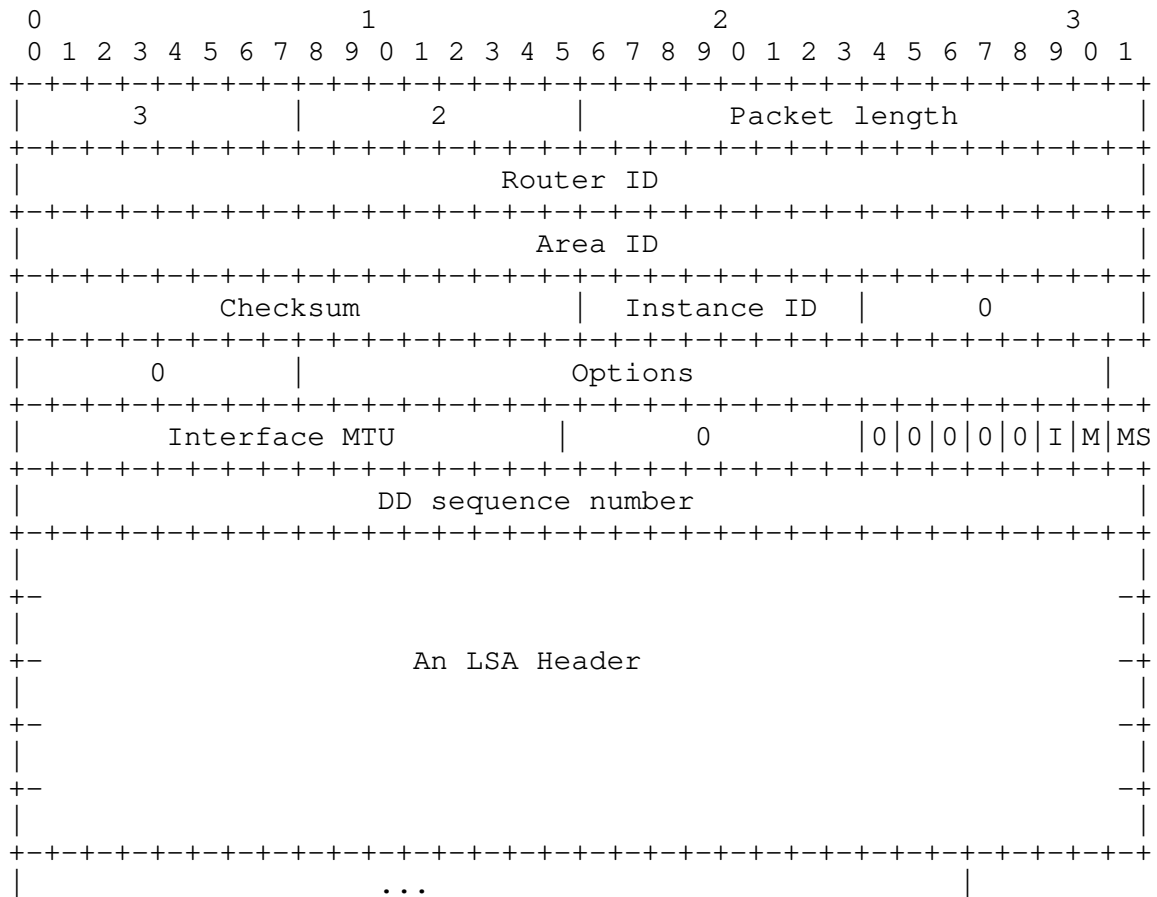 0                   1                   2                   3
 0 1 2 3 4 5 6 7 8 9 0 1 2 3 4 5 6 7 8 9 0 1 2 3 4 5 6 7 8 9 0 1
+-+-+-+-+-+-+-+-+-+-+-+-+-+-+-+-+-+-+-+-+-+-+-+-+-+-+-+-+-+-+-+-+
|      3        |       2       |        Packet length          |
+-+-+-+-+-+-+-+-+-+-+-+-+-+-+-+-+-+-+-+-+-+-+-+-+-+-+-+-+-+-+-+-+
|                           Router ID                           |
+-+-+-+-+-+-+-+-+-+-+-+-+-+-+-+-+-+-+-+-+-+-+-+-+-+-+-+-+-+-+-+-+
|                             Area ID                           |
+-+-+-+-+-+-+-+-+-+-+-+-+-+-+-+-+-+-+-+-+-+-+-+-+-+-+-+-+-+-+-+-+
|           Checksum            |  Instance ID  |      0        |
+-+-+-+-+-+-+-+-+-+-+-+-+-+-+-+-+-+-+-+-+-+-+-+-+-+-+-+-+-+-+-+-+
|       0       |               Options                       |
+-+-+-+-+-+-+-+-+-+-+-+-+-+-+-+-+-+-+-+-+-+-+-+-+-+-+-+-+-+-+-+-+
|        Interface MTU         |       0        |0|0|0|0|0|I|M|MS
+-+-+-+-+-+-+-+-+-+-+-+-+-+-+-+-+-+-+-+-+-+-+-+-+-+-+-+-+-+-+-+-+
|                    DD sequence number                         |
+-+-+-+-+-+-+-+-+-+-+-+-+-+-+-+-+-+-+-+-+-+-+-+-+-+-+-+-+-+-+-+-+
|                                                               |
+-                                                             -+
|                                                               |
+-                     An LSA Header                           -+
|                                                               |
+-                                                             -+
|                                                               |
+-                                                             -+
|                                                               |
+-+-+-+-+-+-+-+-+-+-+-+-+-+-+-+-+-+-+-+-+-+-+-+-+-+-+-+-+-+-+-+-+
|                    ...                              |